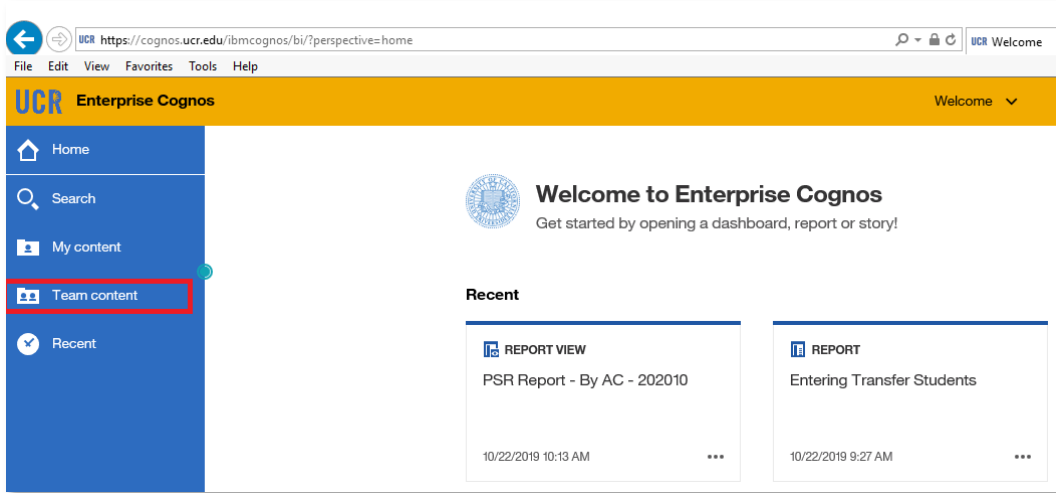 UCR https://cognos.ucr.edu/ibmcognos/bi/?perspective=home
UCR Welcome
File Edit View Favorites Tools Help
UCR Enterprise Cognos
Welcome
Home
Search
My content
Team content
Recent
Welcome to Enterprise Cognos
Get started by opening a dashboard, report or story!
Recent
REPORT VIEW
PSR Report - By AC - 202010
10/22/2019 10:13 AM
REPORT
Entering Transfer Students
10/22/2019 9:27 AM